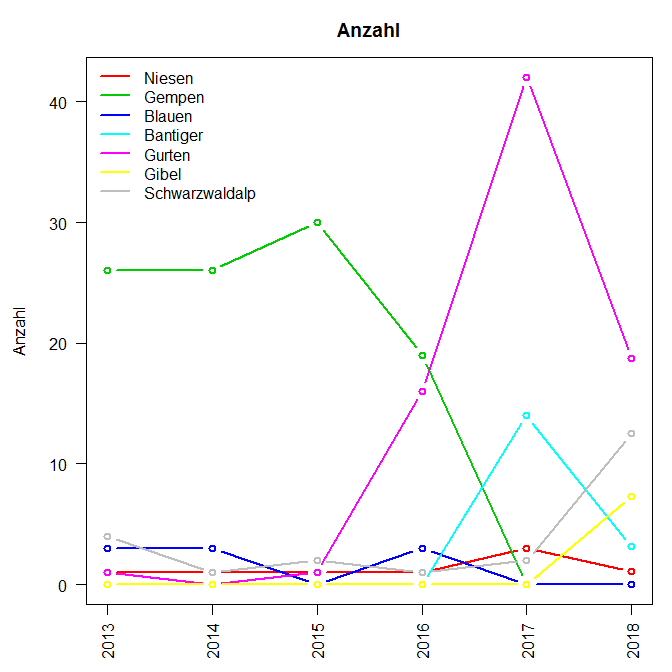 Anzahl
Niesen
Gempen
Blauen
Bantiger
Gurten
Gibel
Schwarzwaldalp
Anzahl
40
30
20
10
0
2013
2014
2015
2016
2017
2018